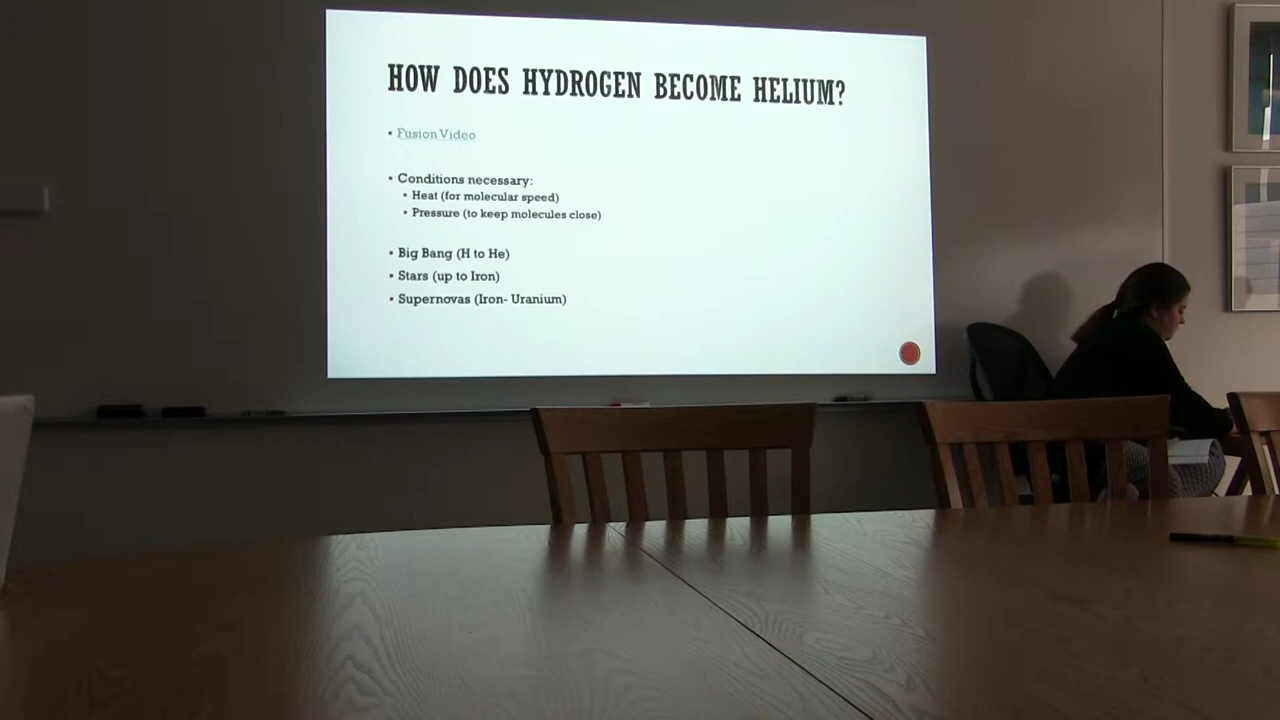 HOW DOES HYDROGEN BECOME HELIUM?
• Fusion Video
• Conditions necessary:
• Heat (for molecular speed)
• Pressure (to keep molecules close)
• Big Bang (H to He)
• Stars (up to Iron)
• Supernovas (Iron- Uranium)